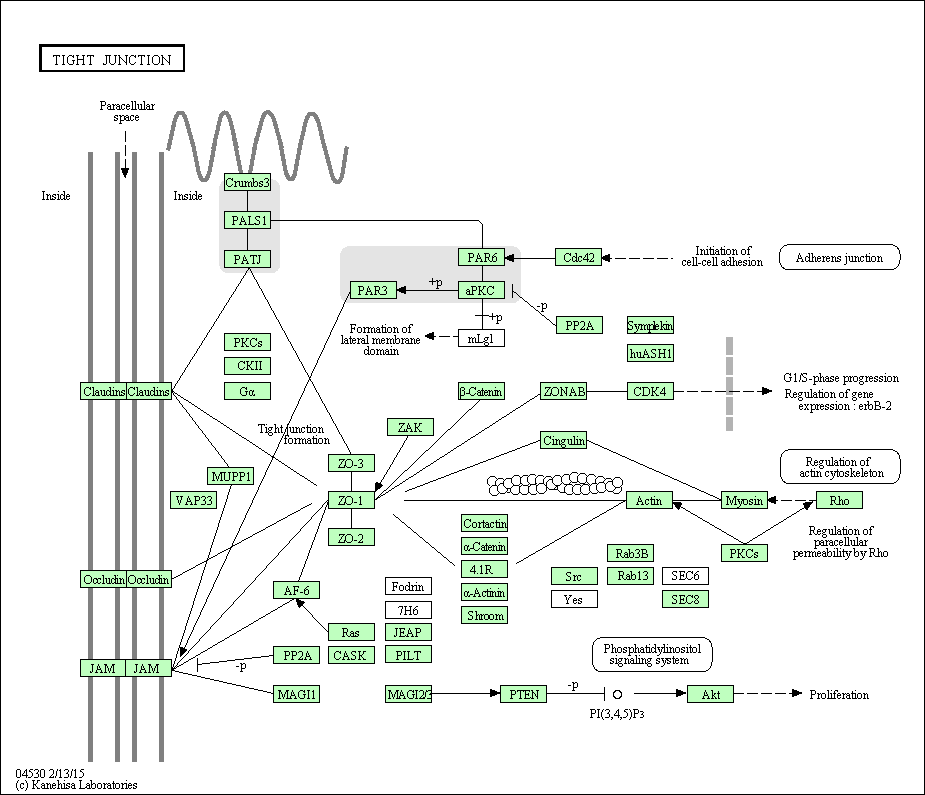 TIGHT JUNCTION
Paracellular
space
Inside
Inside
Crumbs3
PALS1
PATJ
PAR6
Cdc42
Initiation of
cell-cell adhesion
Adherens junction
PAR3
+p
aPKC
-p
+p
PP2A
Symplekin
Formation of
lateral membrane
domain
mLgl
PKCs
huASH1
CKII
Gα
Claudins
Claudins
β-Catenin
ZONAB
CDK4
G1/S-phase progression
Regulation of gene
expression : erbB-2
Tight junction
formation
ZAK
Cingulin
ZO-3
MUPP1
VAP33
ZO-1
Actin
Myosin
Rho
Regulation of
actin cytoskeleton
ZO-2
Cortactin
α-Catenin
4.1R
α-Actinin
Shroom
Rab3B
Rab13
PKCs
Regulation of
paracellular
permeability by Rho
Src
Yes
SEC6
SEC8
Occludin
Occludin
AF-6
Fodrin
7H6
JEAP
PILT
Ras
CASK
PP2A
-p
JAM
JAM
MAGI1
MAGI2/3
PTEN
-p
PI(3,4,5)P3
Phosphatidylinositol
signaling system
Akt
Proliferation
04530 2/13/15
(c) Kanehisa Laboratories